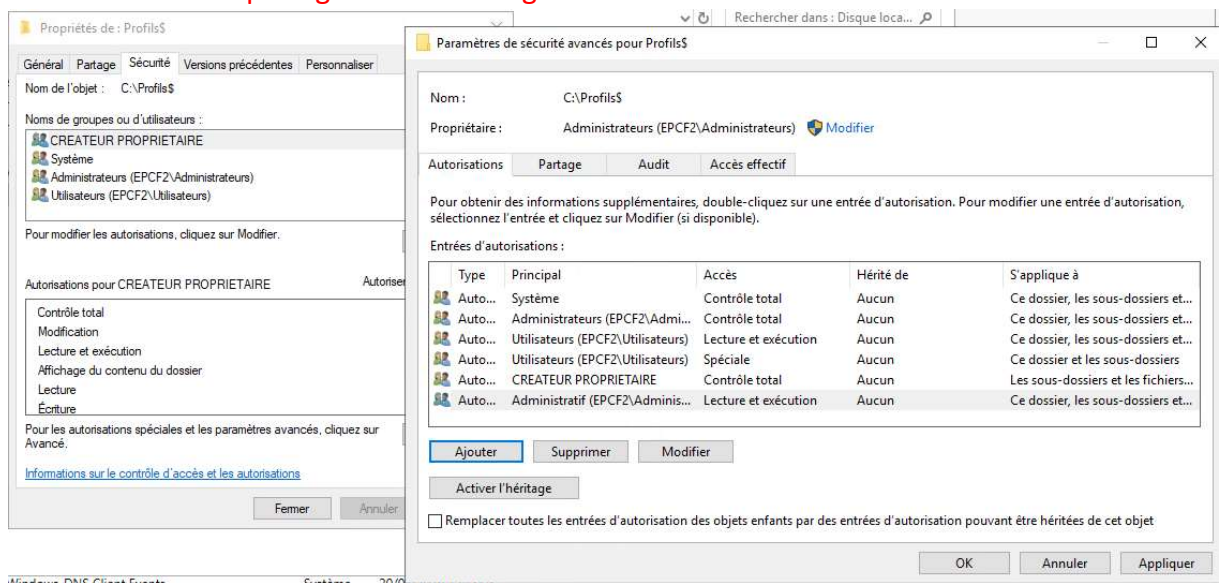 Propriétés de : Profils$
Général Partage Sécurité Versions précédentes Personnaliser
Nom de l'objet : C:\Profils$
Noms de groupes ou d'utilisateurs :
CREATEUR PROPRIETAIRE
Système
Administrateurs (EPCF2\Administrateurs)
Utilisateurs (EPCF2\Utilisateurs)
Pour modifier les autorisations, cliquez sur Modifier.
Autorisations pour CREATEUR PROPRIETAIRE Autoriser
Contrôle total
Modification
Lecture et exécution
Affichage du contenu du dossier
Lecture
Écriture
Pour les autorisations spéciales et les paramètres avancés, cliquez sur
Avancé.
Informations sur le contrôle d'accès et les autorisations
Fermer Annuler
Rechercher dans : Disque loca...
Paramètres de sécurité avancés pour Profils$
Nom : C:\Profils$
Propriétaire : Administrateurs (EPCF2\Administrateurs) Modifier
Autorisations Partage Audit Accès effectif
Pour obtenir des informations supplémentaires, double-cliquez sur une entrée d'autorisation. Pour modifier une entrée d'autorisation,
sélectionnez l'entrée et cliquez sur Modifier (si disponible).
Entrées d'autorisations :
Type Principal Accès Hérité de S'applique à
Auto... Système Contrôle total Aucun Ce dossier, les sous-dossiers et...
Auto... Administrateurs (EPCF2\Admi... Contrôle total Aucun Ce dossier, les sous-dossiers et...
Auto... Utilisateurs (EPCF2\Utilisateurs) Lecture et exécution Aucun Ce dossier, les sous-dossiers et...
Auto... Utilisateurs (EPCF2\Utilisateurs) Spéciale Aucun Ce dossier et les sous-dossiers
Auto... CREATEUR PROPRIETAIRE Contrôle total Aucun Les sous-dossiers et les fichiers...
Auto... Administratif (EPCF2\Adminis... Lecture et exécution Aucun Ce dossier, les sous-dossiers et...
Ajouter Supprimer Modifier
Activer l'héritage
Remplacer toutes les entrées d'autorisation des objets enfants par des entrées d'autorisation pouvant être héritées de cet objet
OK Annuler Appliquer